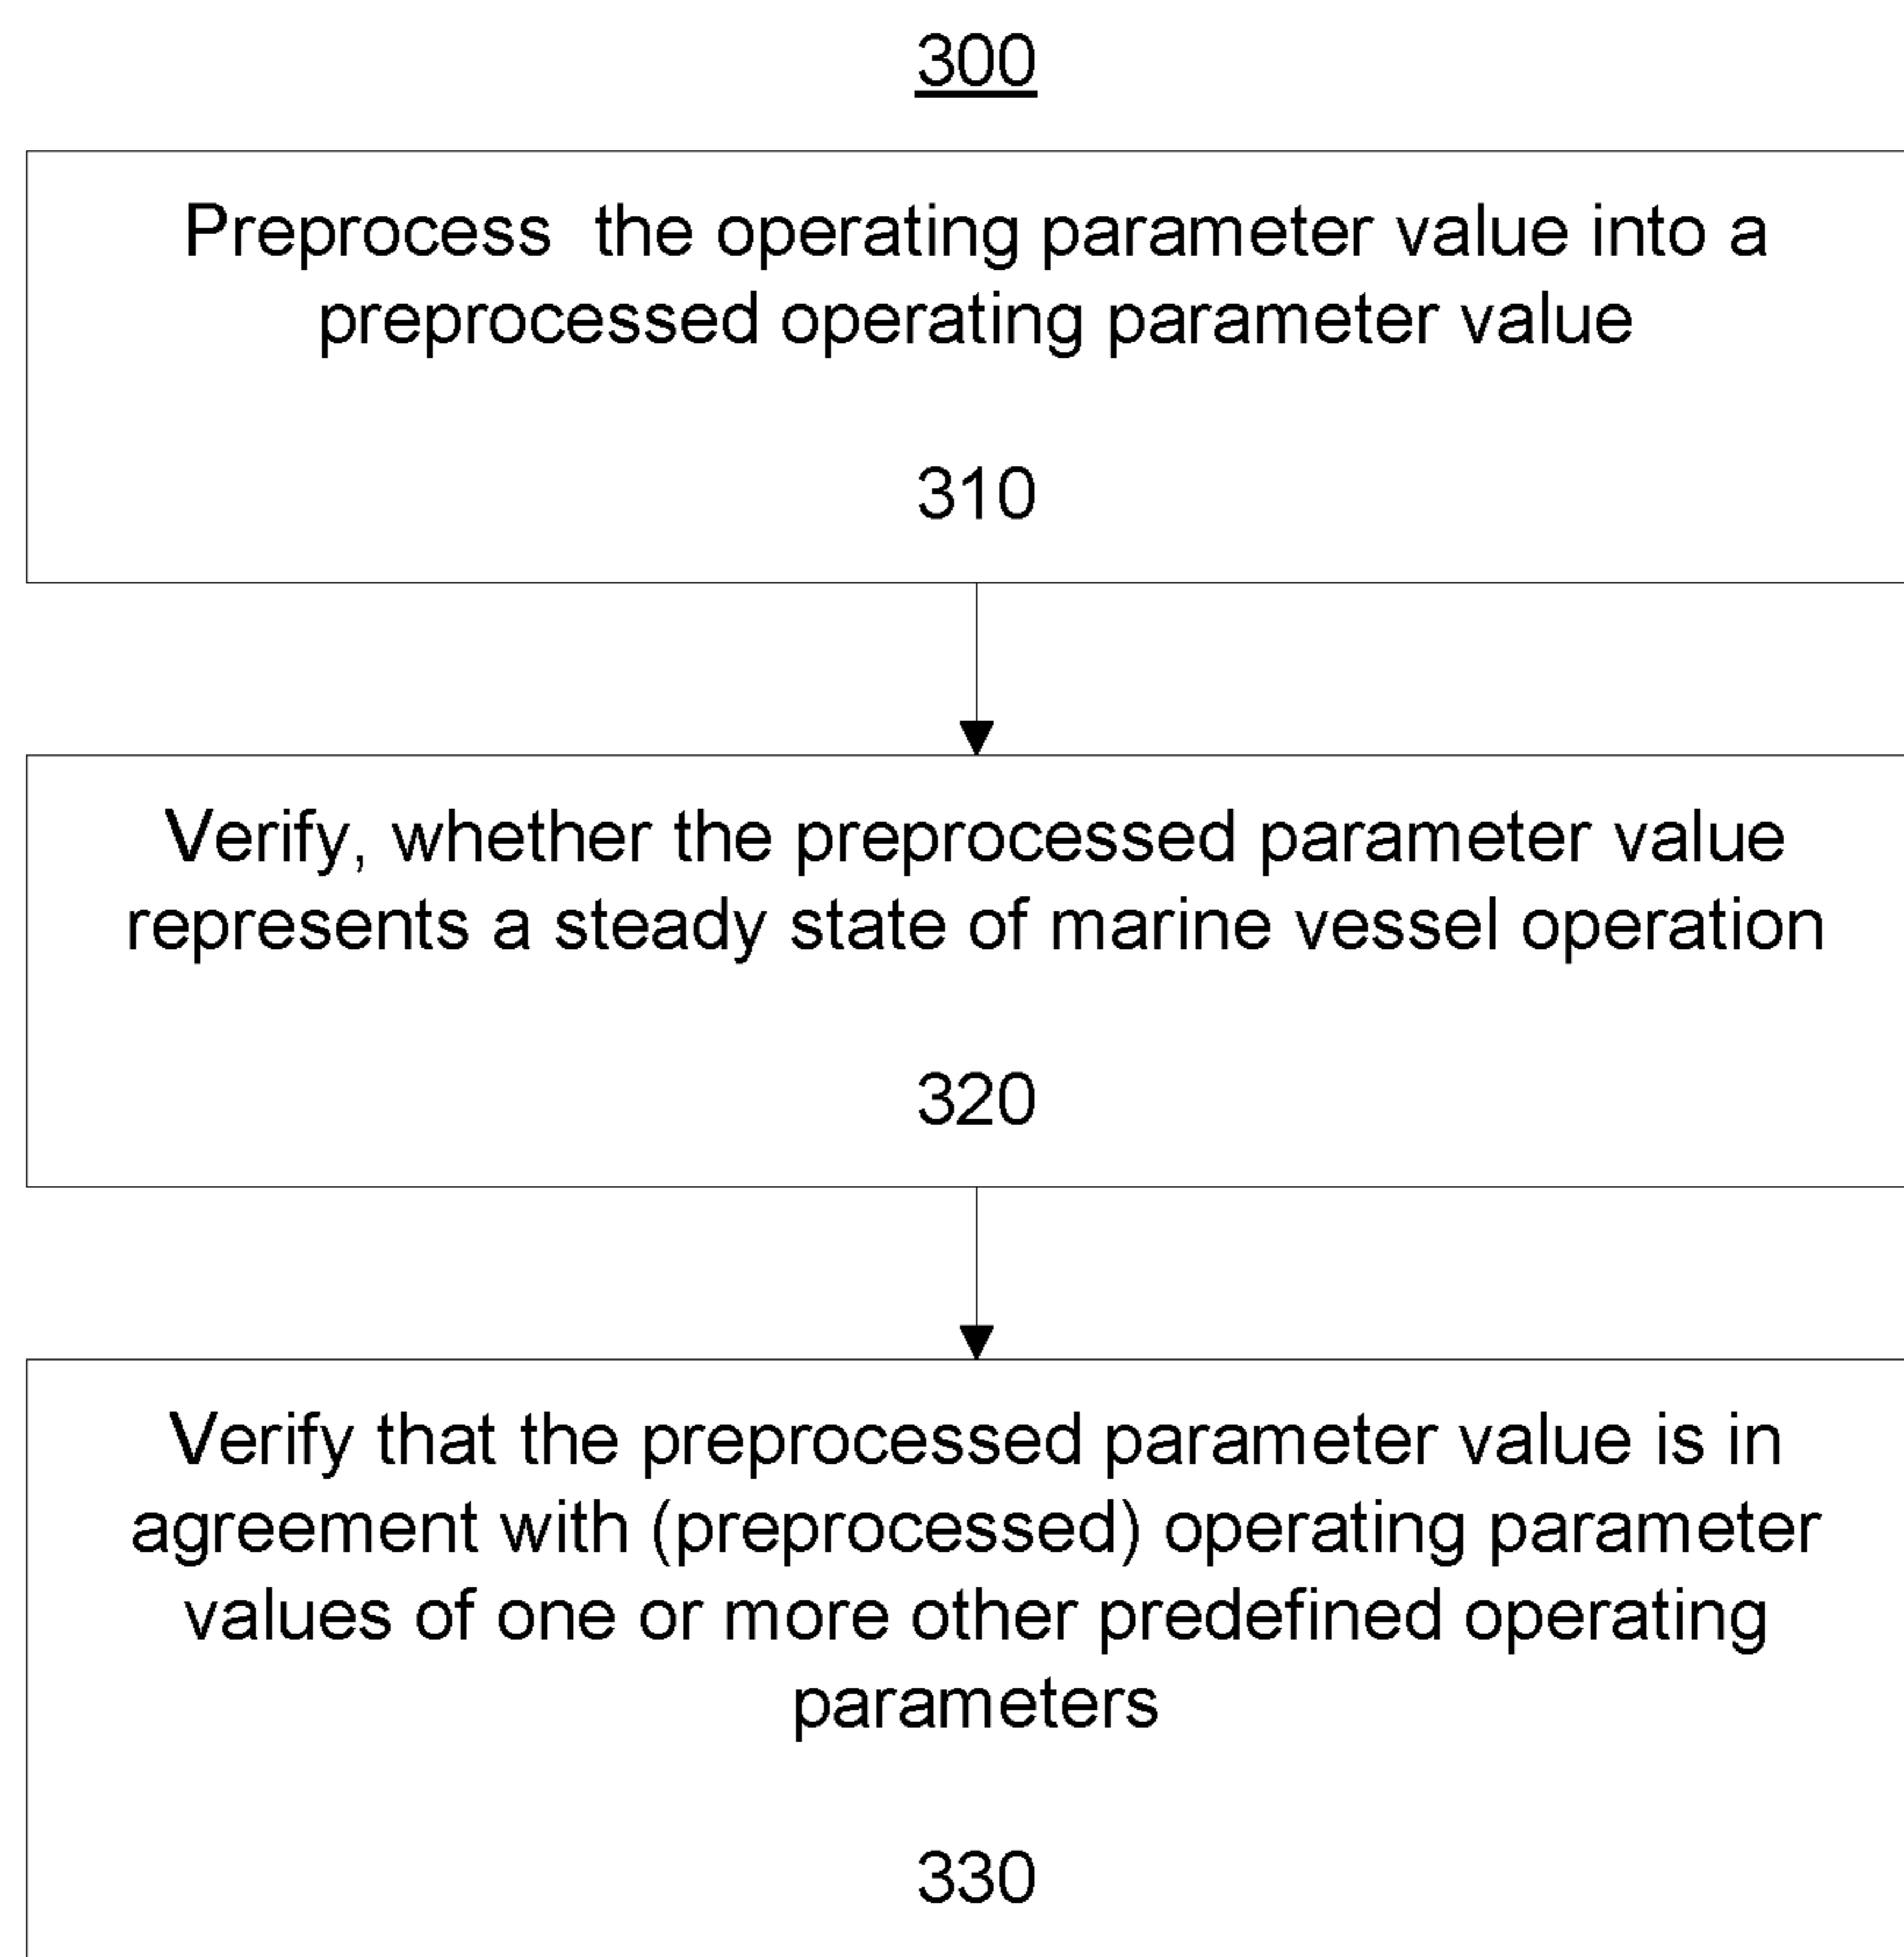 300
Preprocess the operating parameter value into a
preprocessed operating parameter value
310
Verify, whether the preprocessed parameter value
represents a steady state of marine vessel operation
320
Verify that the preprocessed parameter value is in
agreement with (preprocessed) operating parameter
values of one or more other predefined operating
parameters
330